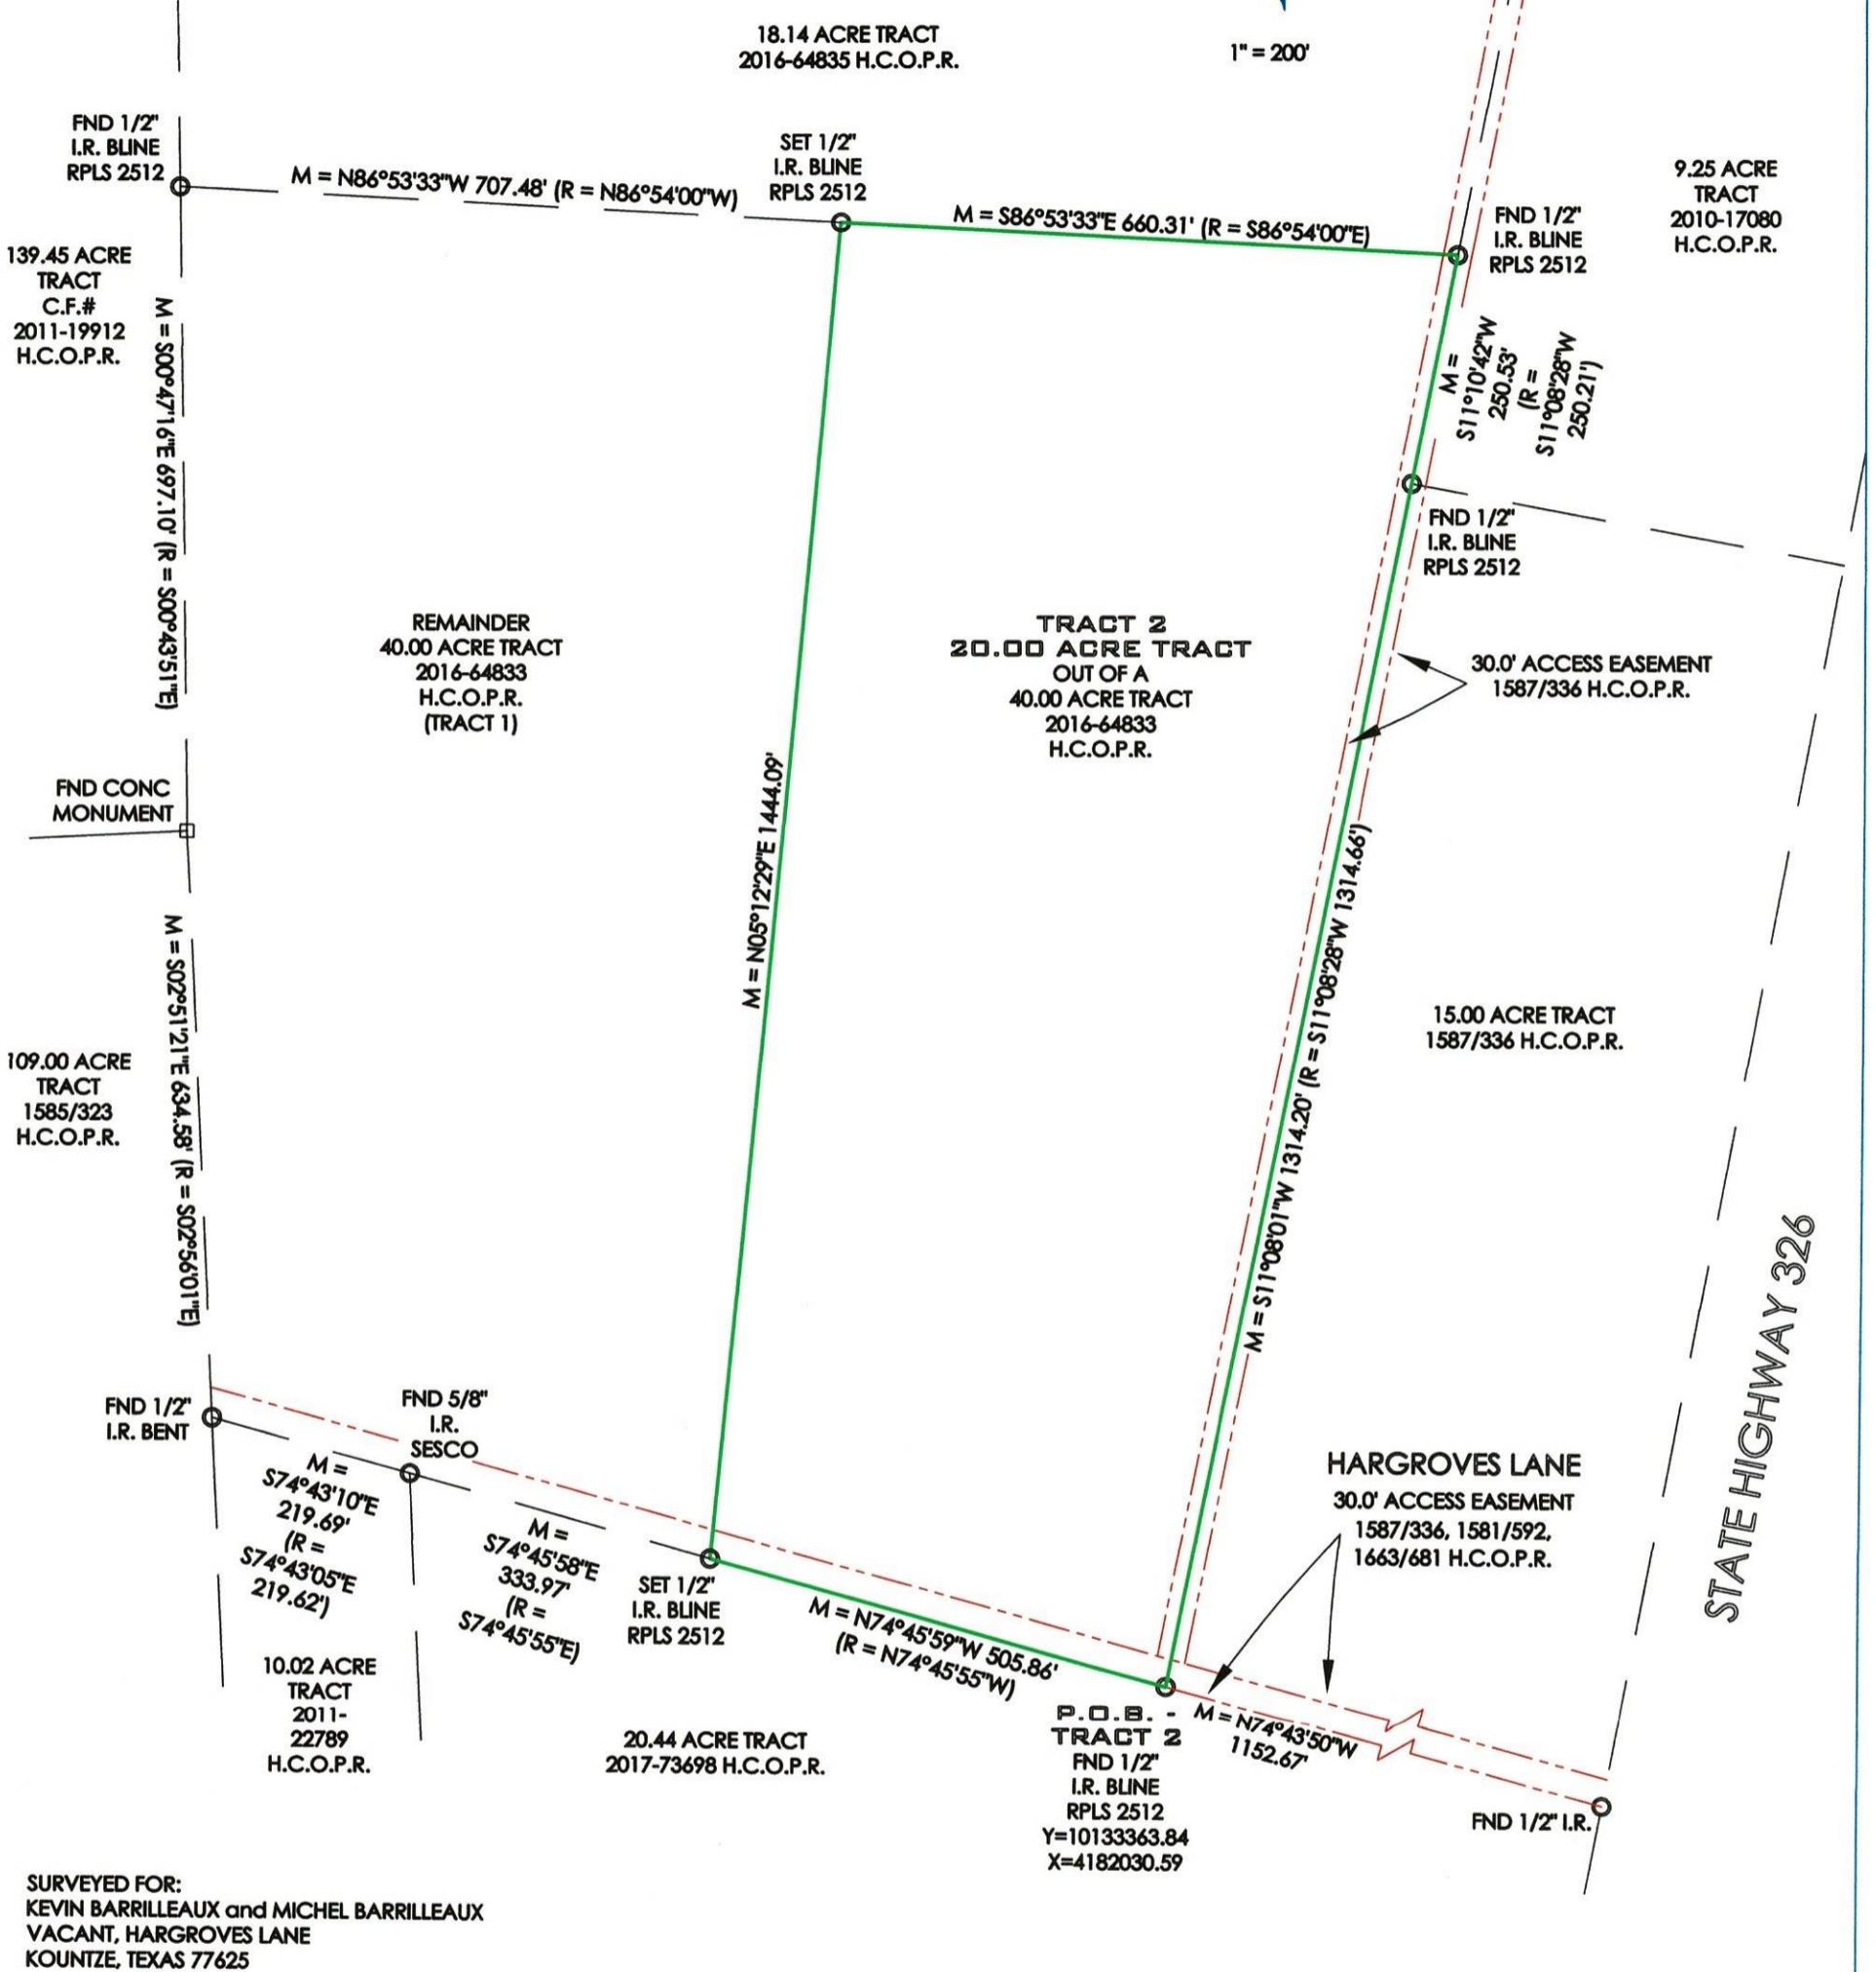 18.14 ACRE TRACT
2016-64835 H.C.O.P.R.
1" = 200'
FND 1/2"
I.R. BLINE
RPLS 2512
M = N86°53'33"W 707.48' (R = N86°54'00"W)
SET 1/2"
I.R. BLINE
RPLS 2512
M = S86°53'33"E 660.31' (R = S86°54'00"E)
FND 1/2"
I.R. BLINE
RPLS 2512
9.25 ACRE
TRACT
2010-17080
H.C.O.P.R.
139.45 ACRE
TRACT
C.F.#
2011-19912
H.C.O.P.R.
M = S00°47'16"E 697.10' (R = S00°43'51"E)
M =
S11°10'42"W
250.53'
(R =
S11°08'28"W
250.21')
FND 1/2"
I.R. BLINE
RPLS 2512
REMAINDER
40.00 ACRE TRACT
2016-64833
H.C.O.P.R.
(TRACT 1)
TRACT 2
20.00 ACRE TRACT
OUT OF A
40.00 ACRE TRACT
2016-64833
H.C.O.P.R.
30.0' ACCESS EASEMENT
1587/336 H.C.O.P.R.
FND CONC
MONUMENT
M = N05°12'29"E 1444.09'
M = S11°08'01"W 1314.20' (R = S11°08'28"W 1314.66')
M = S02°51'21"E 634.58' (R = S02°56'01"E)
109.00 ACRE
TRACT
1585/323
H.C.O.P.R.
15.00 ACRE TRACT
1587/336 H.C.O.P.R.
STATE HIGHWAY 326
FND 1/2"
I.R. BENT
FND 5/8"
I.R.
SESCO
M =
S74°43'10"E
219.69'
(R =
S74°43'05"E
219.62')
M =
S74°45'58"E
333.97'
(R =
S74°45'55"E)
SET 1/2"
I.R. BLINE
RPLS 2512
M = N74°45'59"W 505.86'
(R = N74°45'55"W)
HARGROVES LANE
30.0' ACCESS EASEMENT
1587/336, 1581/592,
1663/681 H.C.O.P.R.
10.02 ACRE
TRACT
2011-
22789
H.C.O.P.R.
20.44 ACRE TRACT
2017-73698 H.C.O.P.R.
P.O.B. -
TRACT 2
FND 1/2"
I.R. BLINE
RPLS 2512
Y=10133363.84
X=4182030.59
M = N74°43'50"W
1152.67'
FND 1/2" I.R.
SURVEYED FOR:
KEVIN BARRILLEAUX and MICHEL BARRILLEAUX
VACANT, HARGROVES LANE
KOUNTZE, TEXAS 77625